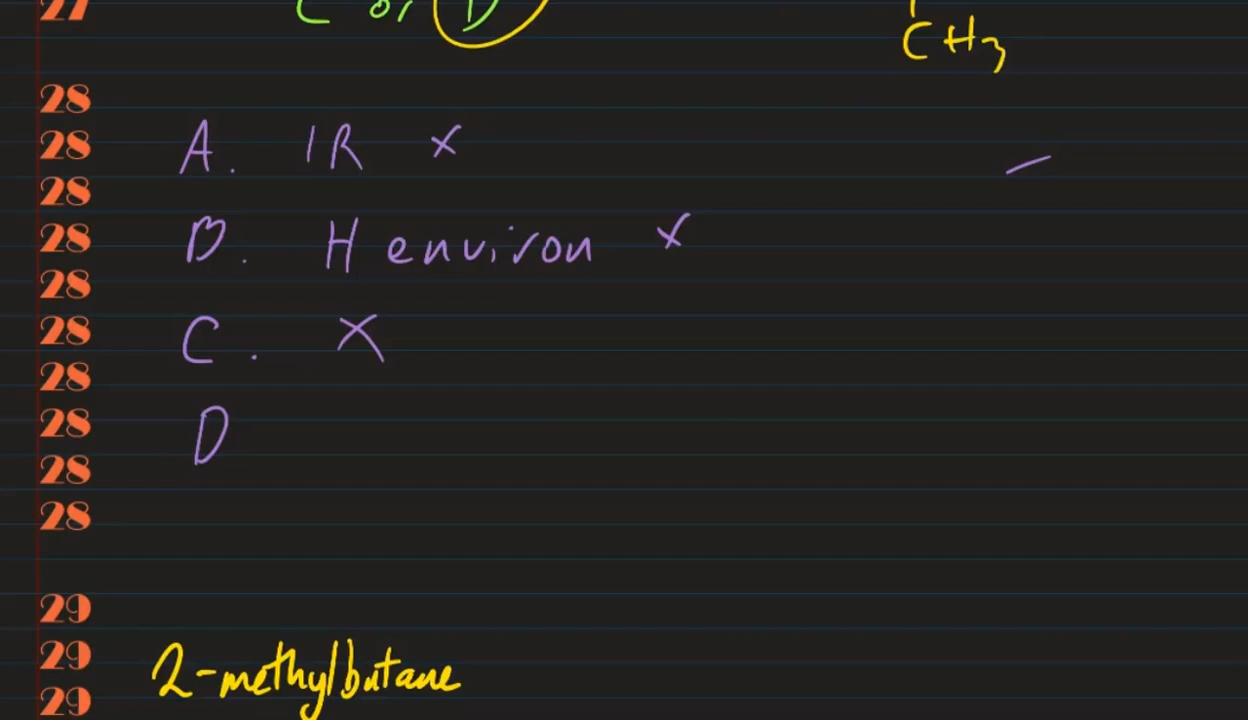 27 C or D
CH3
28
28 A. IR x
28
28 B. H environ x
28
28 C. X
28
28 D
28
28
29
29 2-methylbutane
29